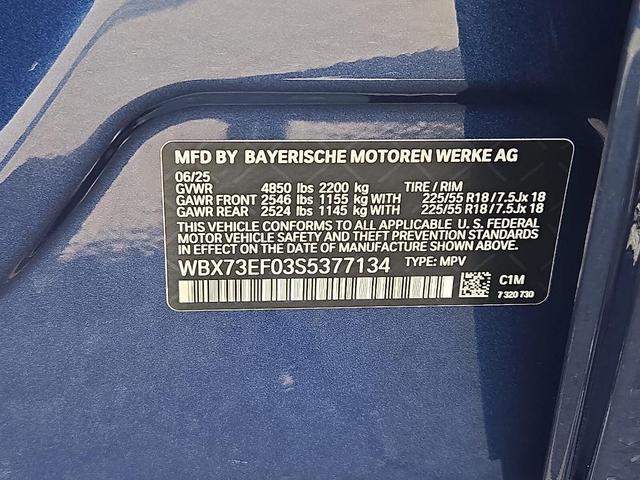 MFD BY BAYERISCHE MOTOREN WERKE AG
06/25
GVWR 4850 lbs 2200 kg TIRE / RIM
GAWR FRONT 2546 lbs 1155 kg WITH 225/55 R18/7.5Jx 18
GAWR REAR 2524 lbs 1145 kg WITH 225/55 R18/7.5Jx 18
THIS VEHICLE CONFORMS TO ALL APPLICABLE U. S. FEDERAL
MOTOR VEHICLE SAFETY AND THEFT PREVENTION STANDARDS
IN EFFECT ON THE DATE OF MANUFACTURE SHOWN ABOVE.
WBX73EF03S5377134 TYPE: MPV
C1M
7 320 730